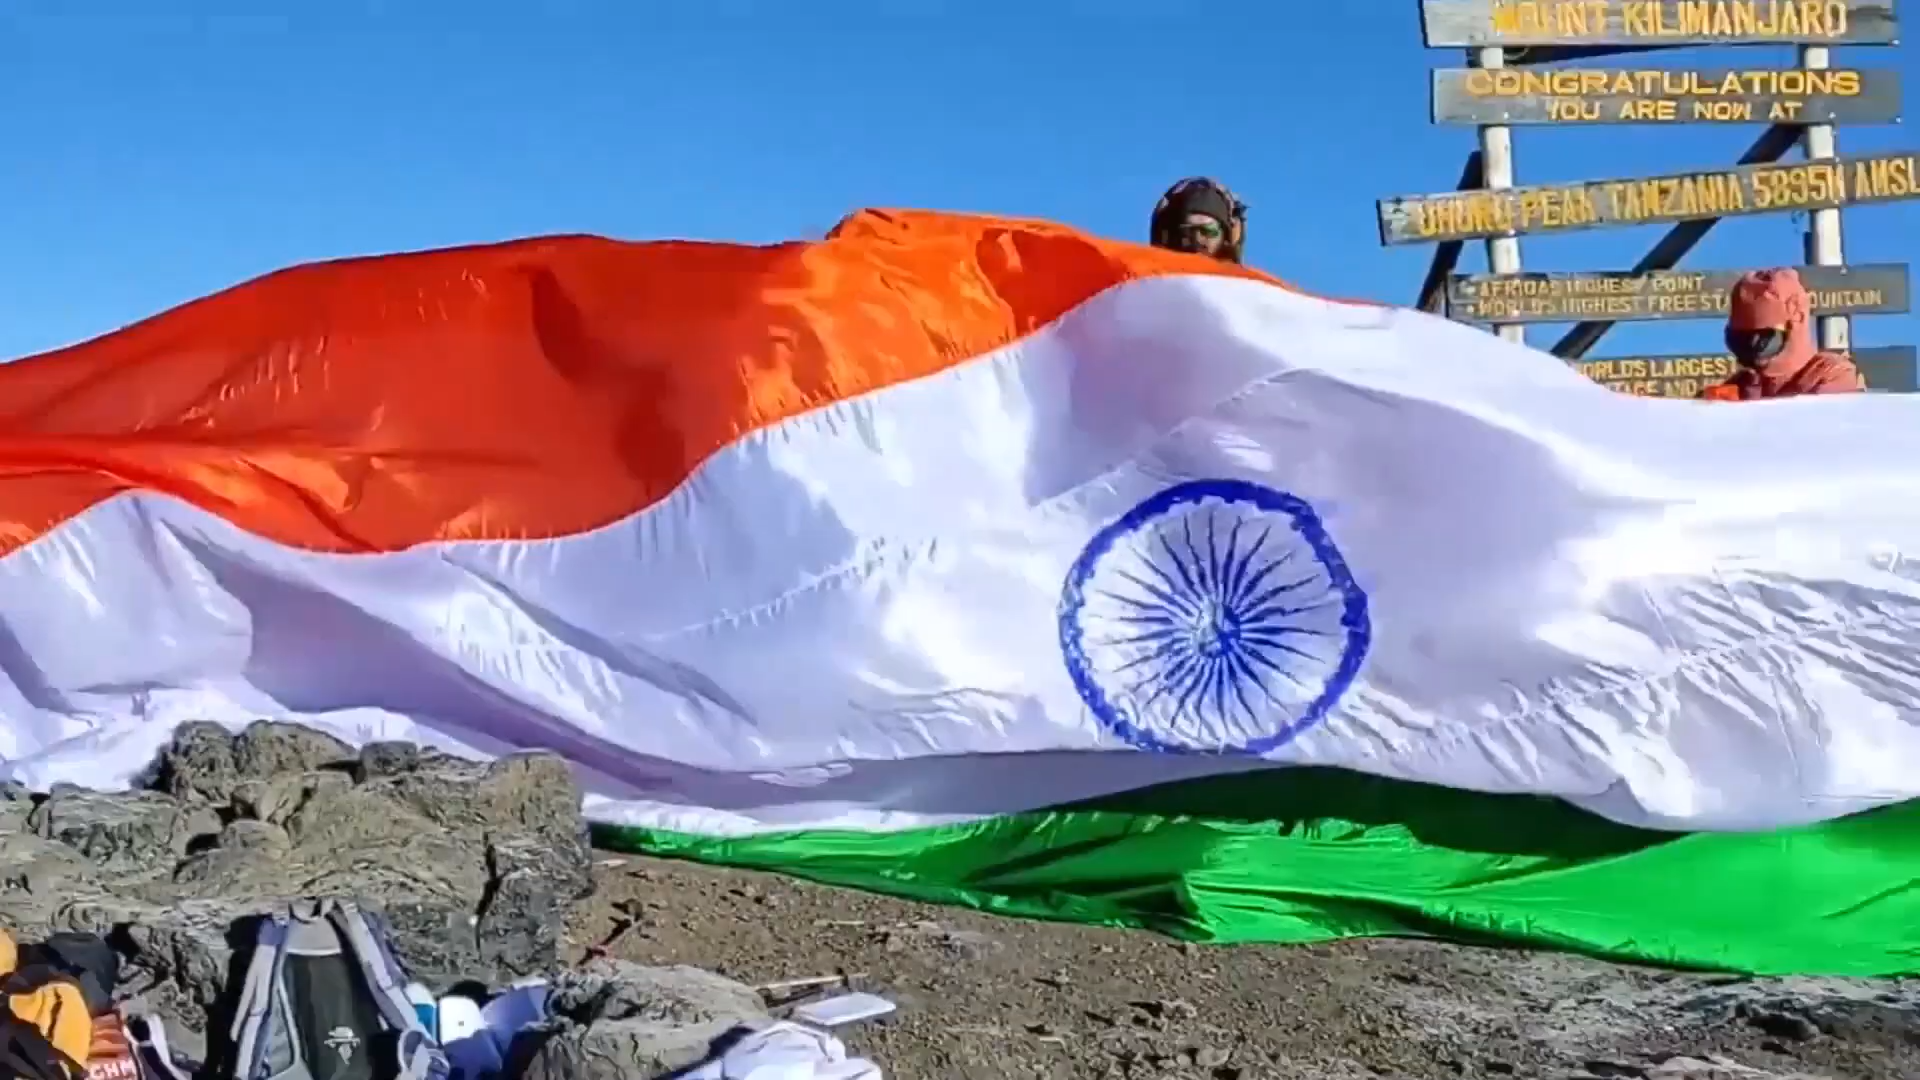 MOUNT KILIMANJARO
CONGRATULATIONS
YOU ARE NOW AT
UHURU PEAK TANZANIA 5895M AMSL
AFRICA'S HIGHEST POINT
WORLD'S HIGHEST FREE
WORLD'S LARGEST
AND